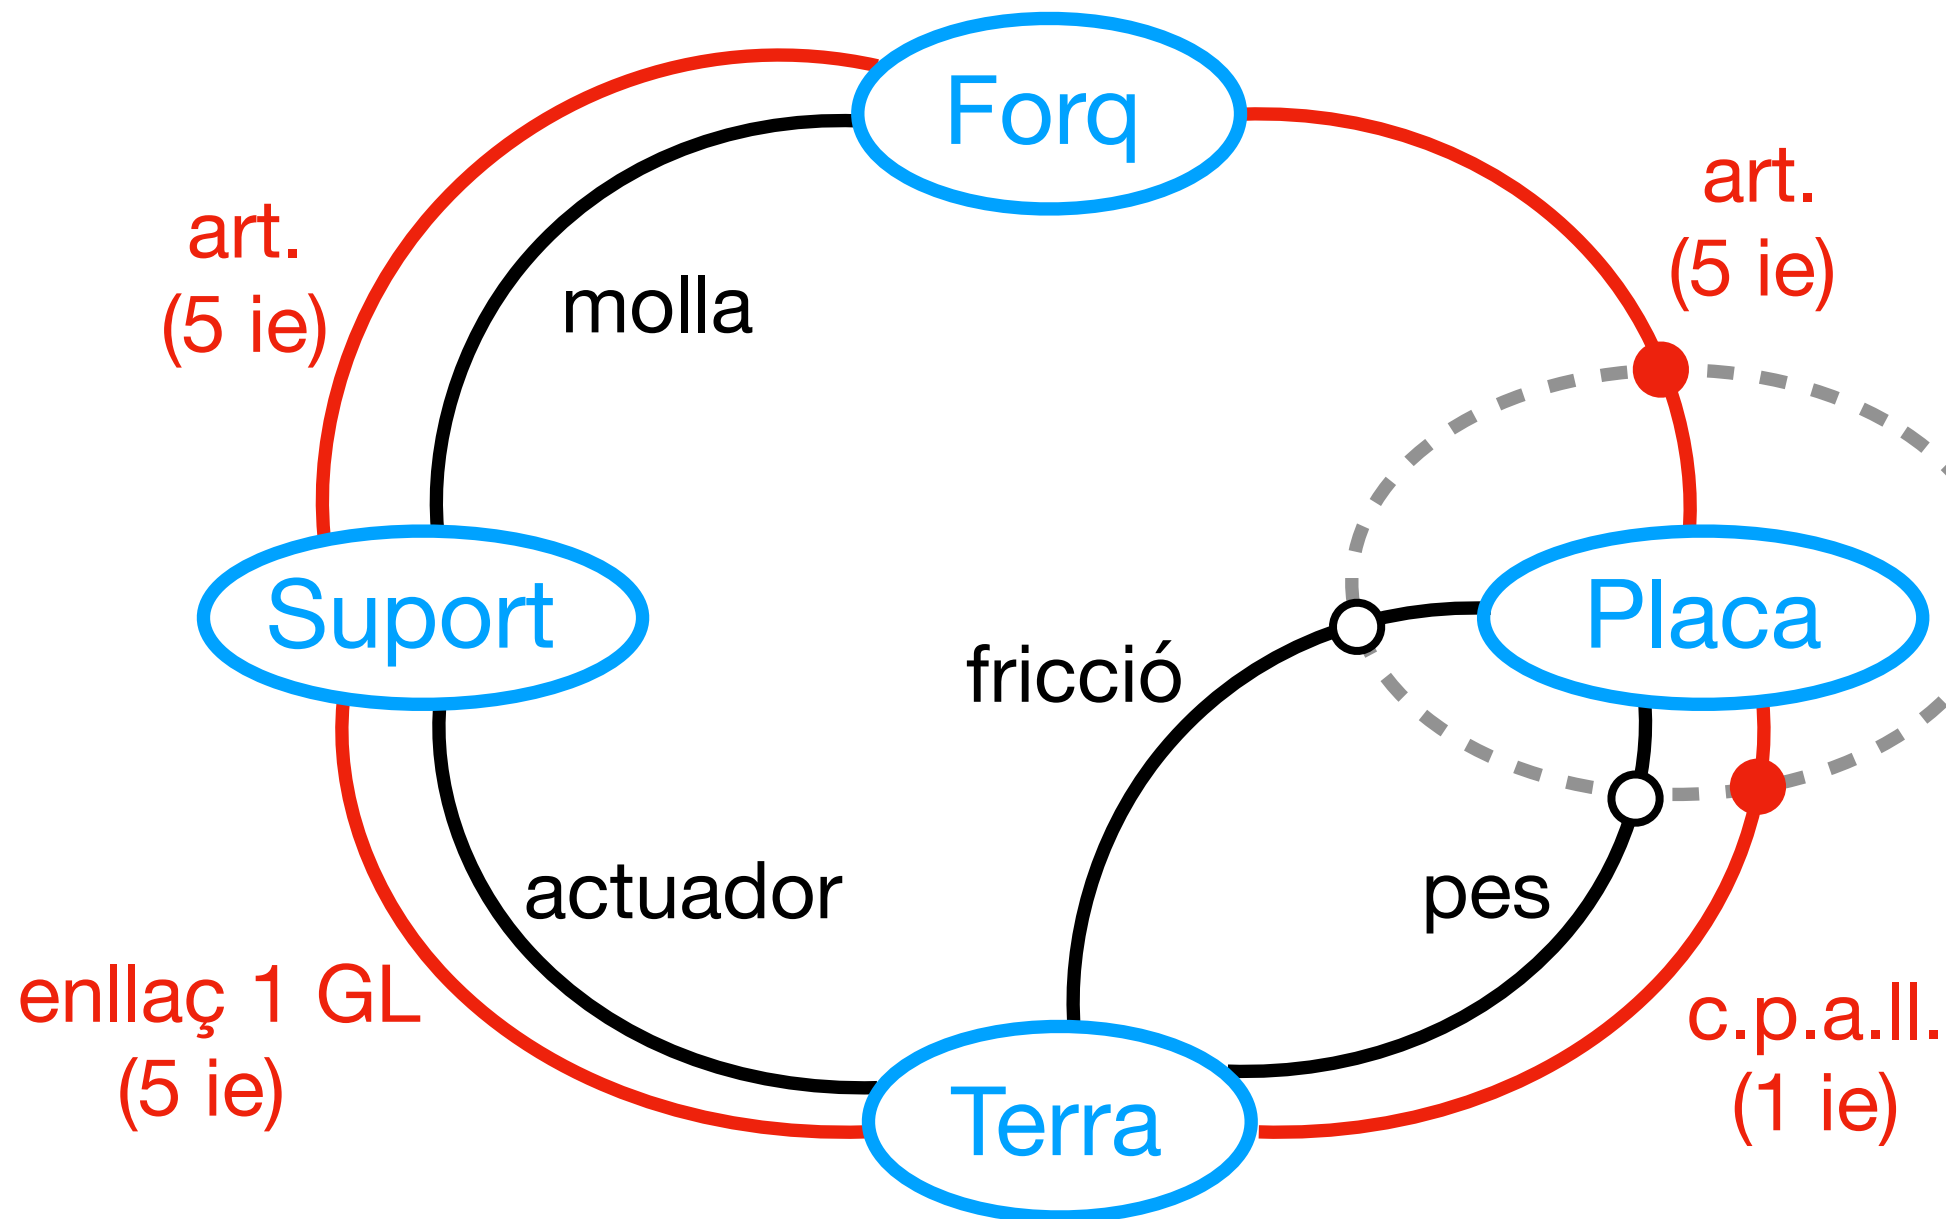 Forq
art.
(5 ie)
art.
(5 ie)
molla
Suport
Placa
fricció
actuador
pes
enllaç 1 GL
(5 ie)
c.p.a.ll.
(1 ie)
Terra